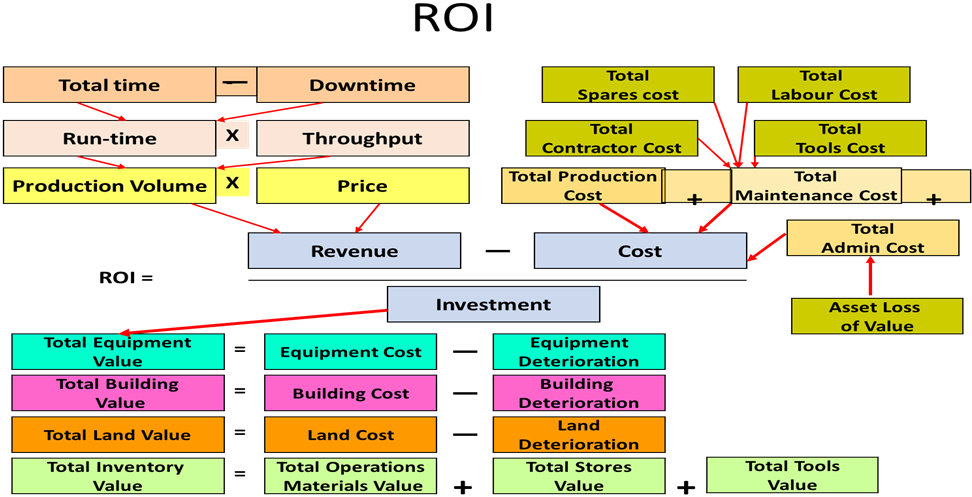 ROI
Total time — Downtime
Total
Spares cost
Total
Labour Cost
Run-time X Throughput
Total
Contractor Cost
Total
Tools Cost
Production Volume X Price
Total Production
Cost
+
Total
Maintenance Cost
+
Revenue — Cost
Total
Admin Cost
ROI =
Investment
Asset Loss
of Value
Total Equipment
Value
= Equipment Cost —
Equipment
Deterioration
Total Building
Value
= Building Cost —
Building
Deterioration
Total Land Value = Land Cost —
Land
Deterioration
Total Inventory
Value
=
Total Operations
Materials Value
+
Total Stores
Value
+
Total Tools
Value